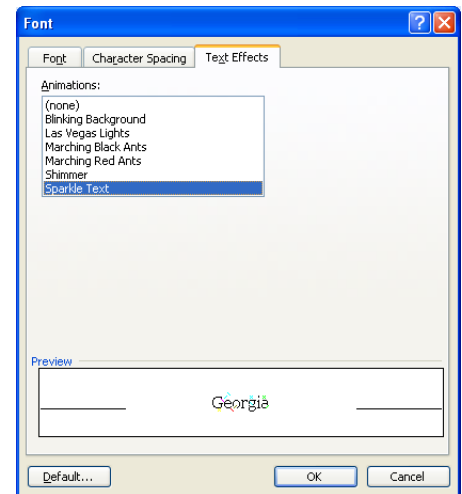 Font
Font Character Spacing Text Effects
Animations:
(none)
Blinking Background
Las Vegas Lights
Marching Black Ants
Marching Red Ants
Shimmer
Sparkle Text
Preview
Georgia
Default... OK Cancel